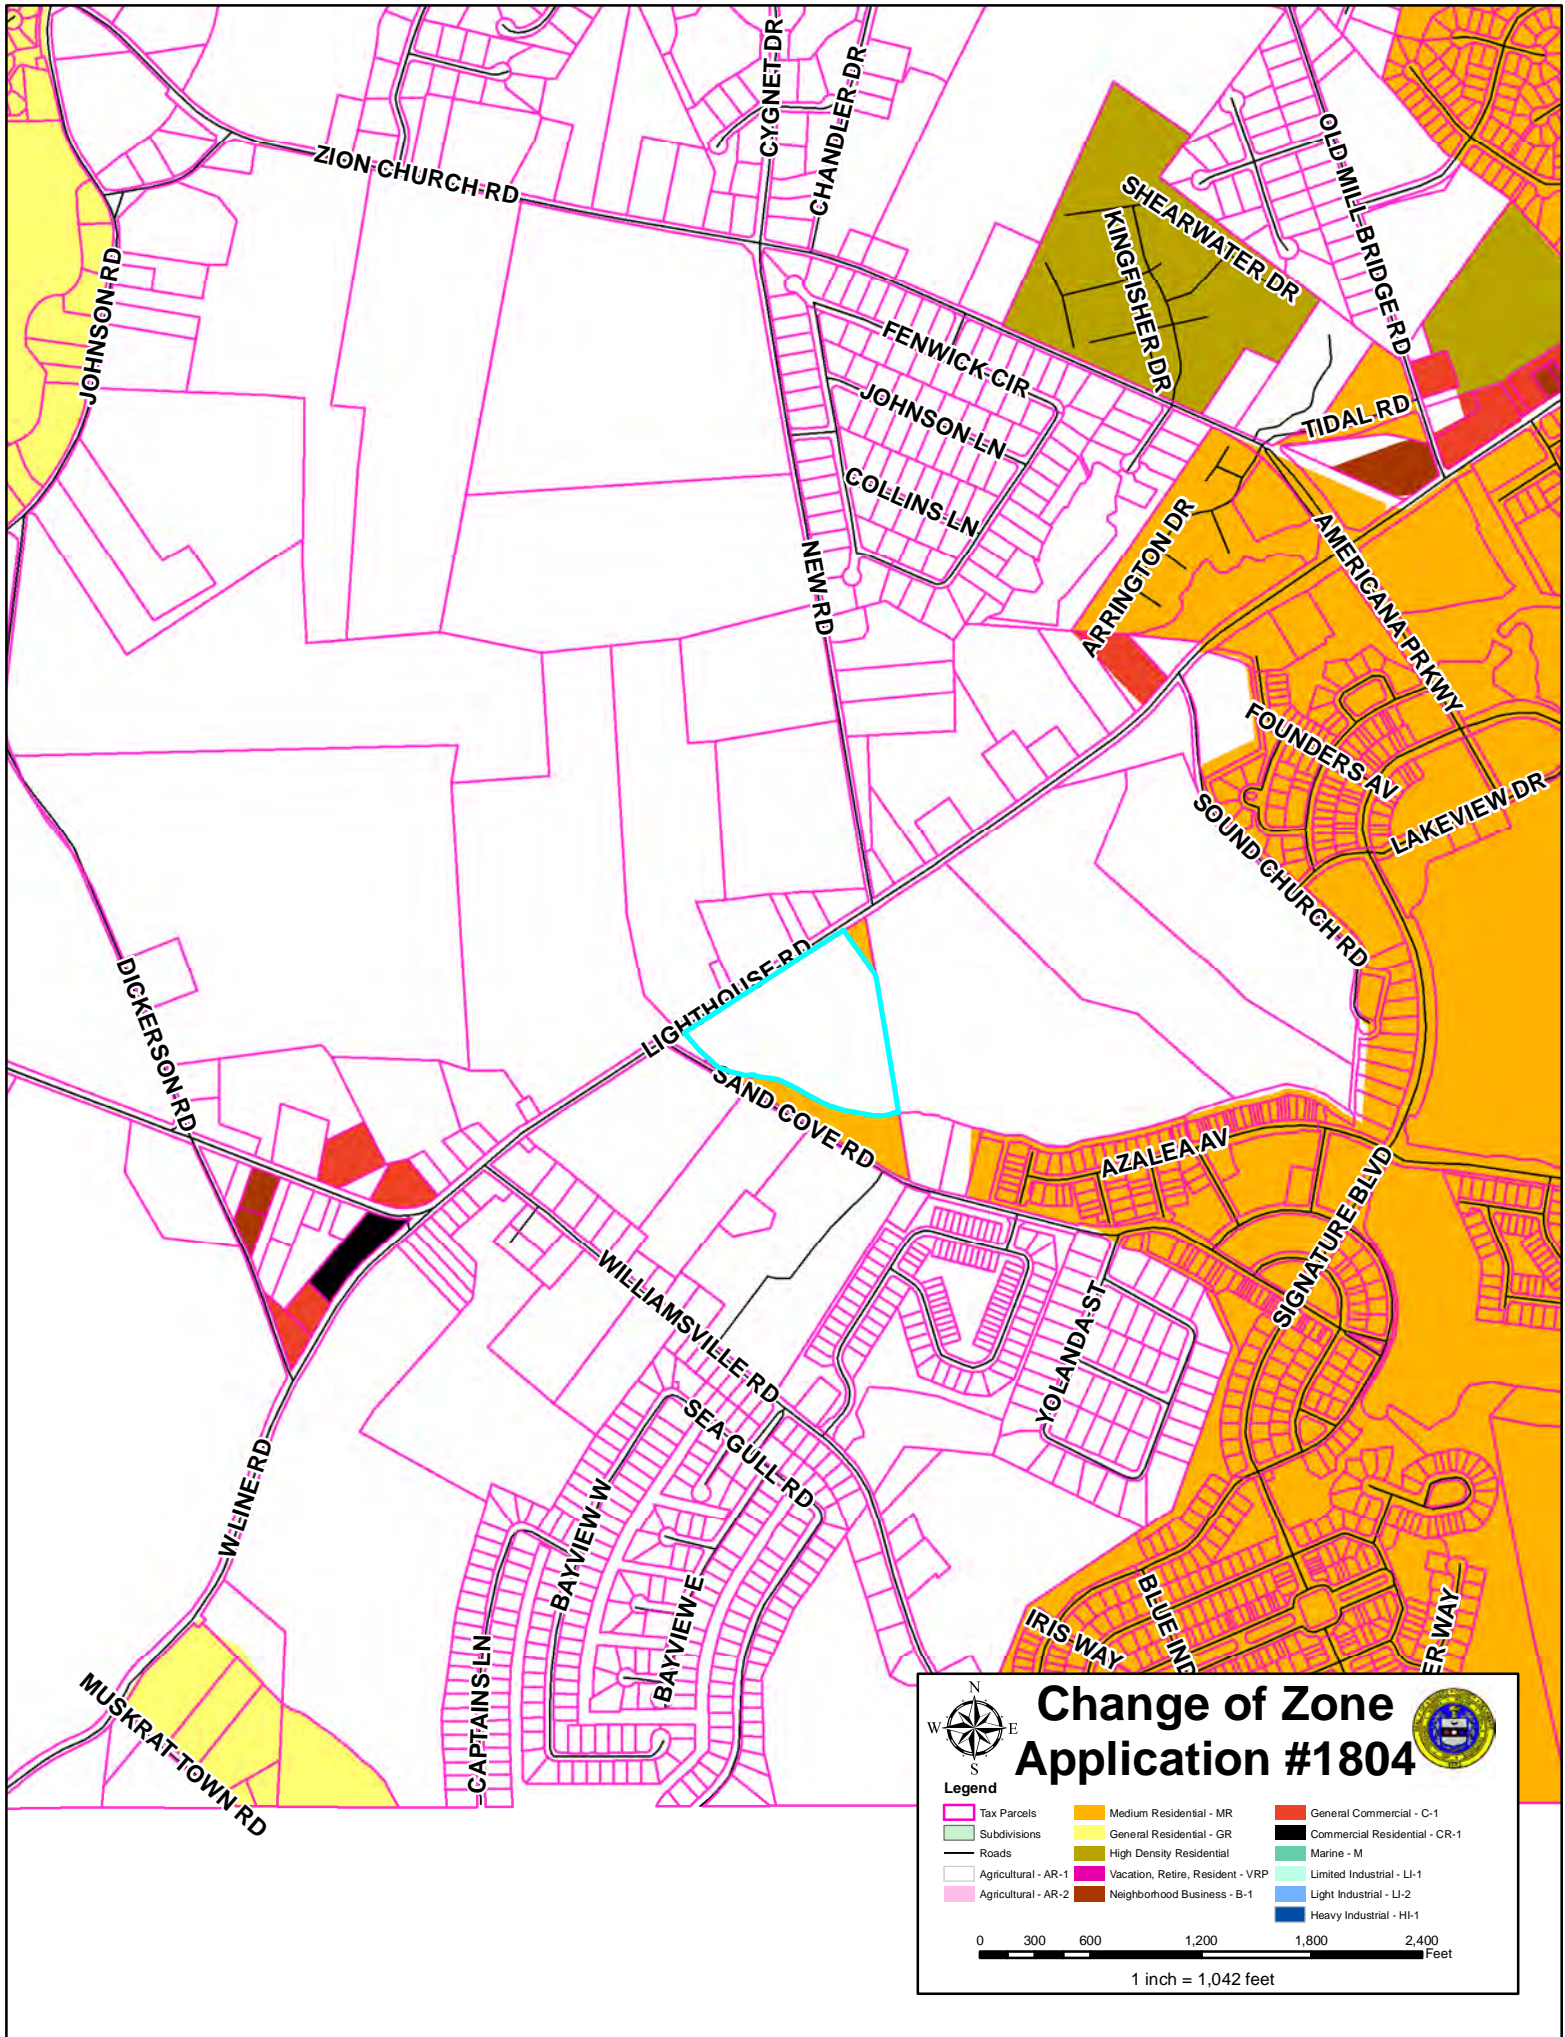 CYGNET DR
CHANDLER DR
ZION CHURCH RD
OLD MILL BRIDGE RD
SHEARWATER DR
KINGFISHER DR
JOHNSON RD
FENWICK CIR
JOHNSON LN
TIDAL RD
COLLINS LN
NEW RD
ARRINGTON DR
AMERICANA PRKWY
FOUNDERS AV
LAKEVIEW DR
SOUND CHURCH RD
DICKERSON RD
LIGHTHOUSE RD
SAND COVE RD
AZALEA AV
SIGNATURE BLVD
WILLIAMSVILLE RD
YOLANDA ST
SEA GULL RD
W LINE RD
BAYVIEW W
BAYVIEW E
CAPTAINS LN
IRIS WAY
BLUE IND
ER WAY
MUSKRAT TOWN RD
N
W E
S
Change of Zone
Application #1804
Legend
Tax Parcels
Subdivisions
Roads
Agricultural - AR-1
Agricultural - AR-2
Medium Residential - MR
General Residential - GR
High Density Residential
Vacation, Retire, Resident - VRP
Neighborhood Business - B-1
General Commercial - C-1
Commercial Residential - CR-1
Marine - M
Limited Industrial - LI-1
Light Industrial - LI-2
Heavy Industrial - HI-1
0 300 600 1,200 1,800 2,400
Feet
1 inch = 1,042 feet